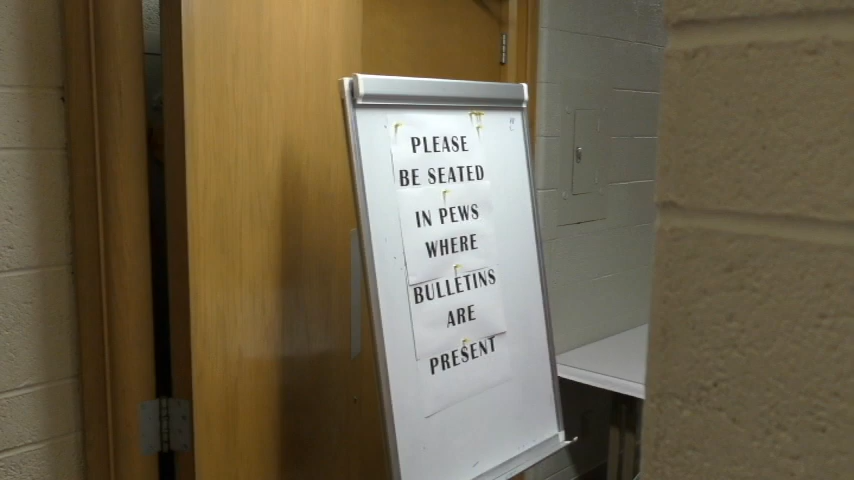 PLEASE
BE SEATED
IN PEWS
WHERE
BULLETINS
ARE
PRESENT